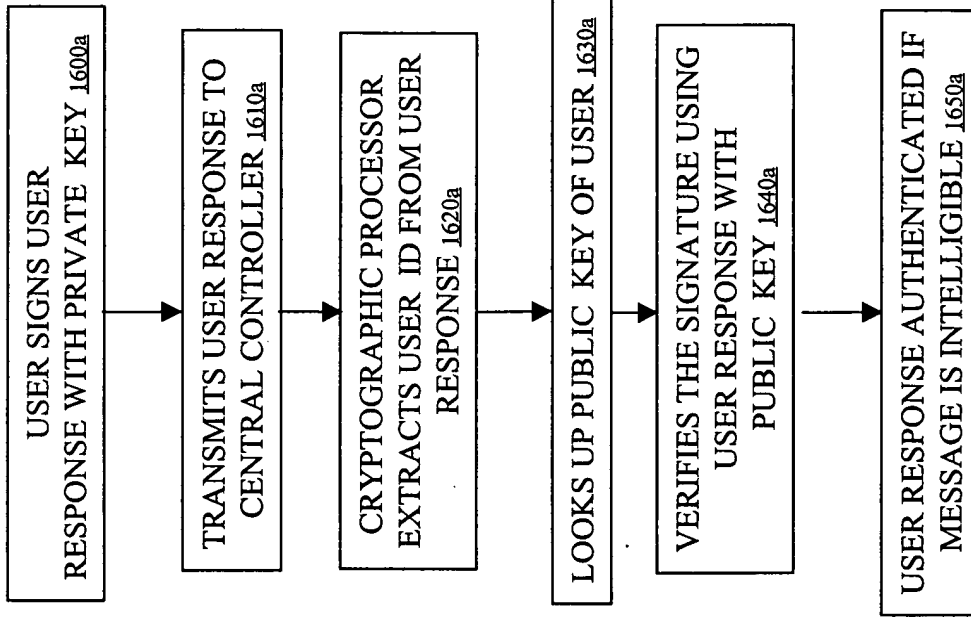 USER SIGNS USER
RESPONSE WITH PRIVATE KEY 1600a
TRANSMITS USER RESPONSE TO
CENTRAL CONTROLLER 1610a
CRYPTOGRAPHIC PROCESSOR
EXTRACTS USER ID FROM USER
RESPONSE 1620a
LOOKS UP PUBLIC KEY OF USER 1630a
VERIFIES THE SIGNATURE USING
USER RESPONSE WITH
PUBLIC KEY 1640a
USER RESPONSE AUTHENTICATED IF
MESSAGE IS INTELLIGIBLE 1650a